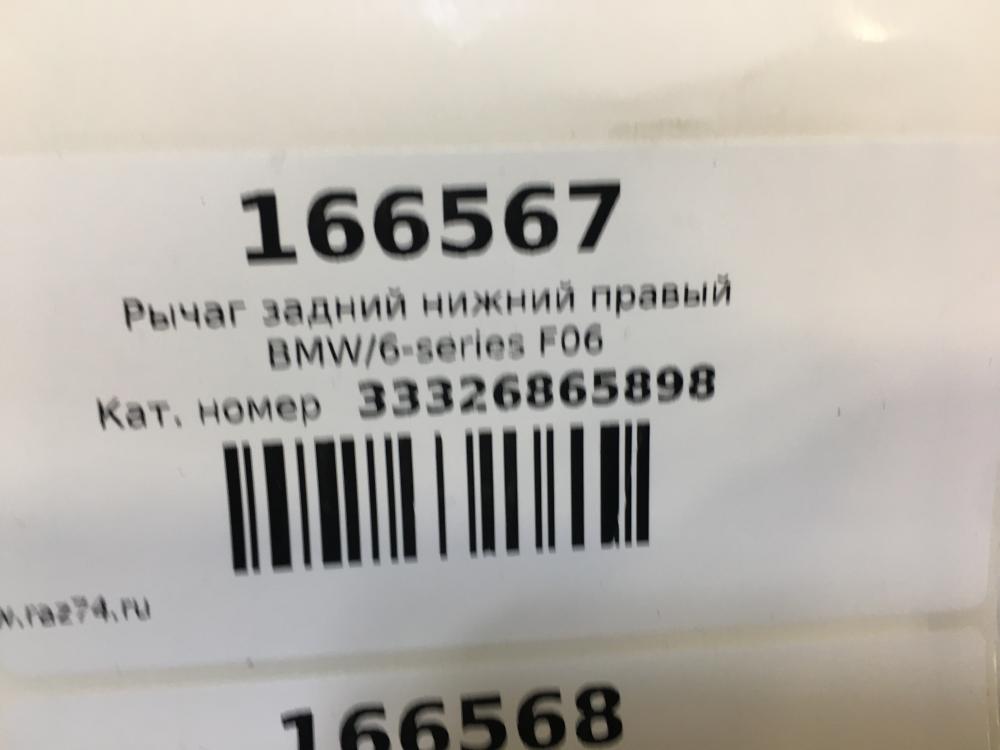 166567
Рычаг задний нижний правый
BMW/6-series F06
Кат. номер 33326865898
w.raz74.ru
166568